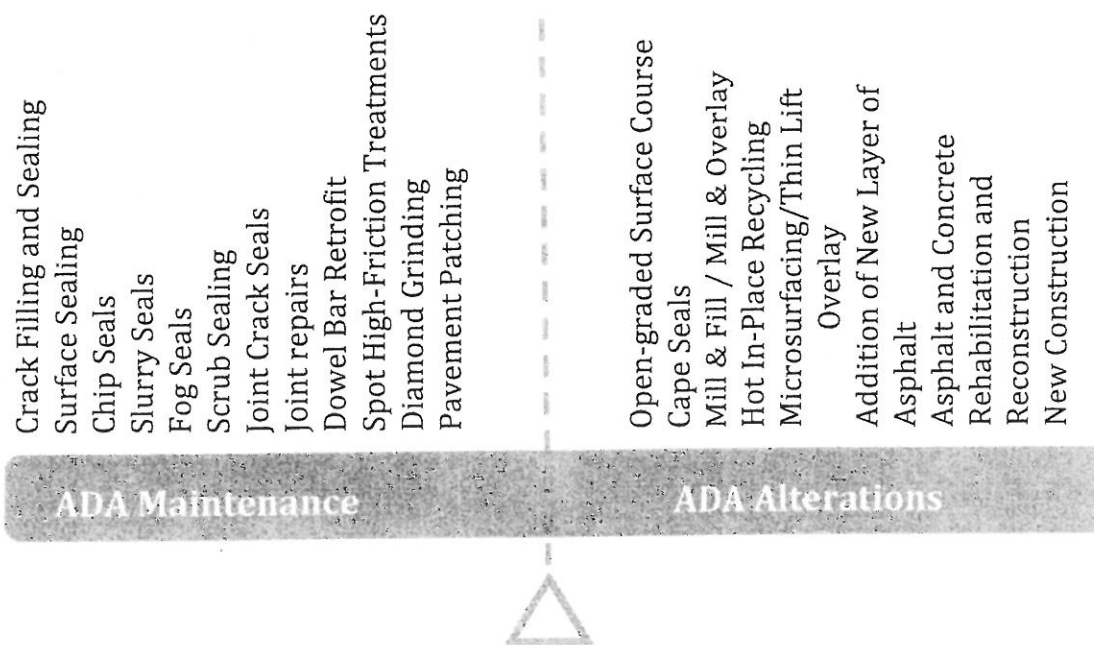 Crack Filling and Sealing
Surface Sealing
Chip Seals
Slurry Seals
Fog Seals
Scrub Sealing
Joint Crack Seals
Joint repairs
Dowel Bar Retrofit
Spot High-Friction Treatments
Diamond Grinding
Pavement Patching
Open-graded Surface Course
Cape Seals
Mill & Fill / Mill & Overlay
Hot In-Place Recycling
Microsurfacing/Thin Lift
Overlay
Addition of New Layer of
Asphalt
Asphalt and Concrete
Rehabilitation and
Reconstruction
New Construction
ADA Maintenance
ADA Alterations